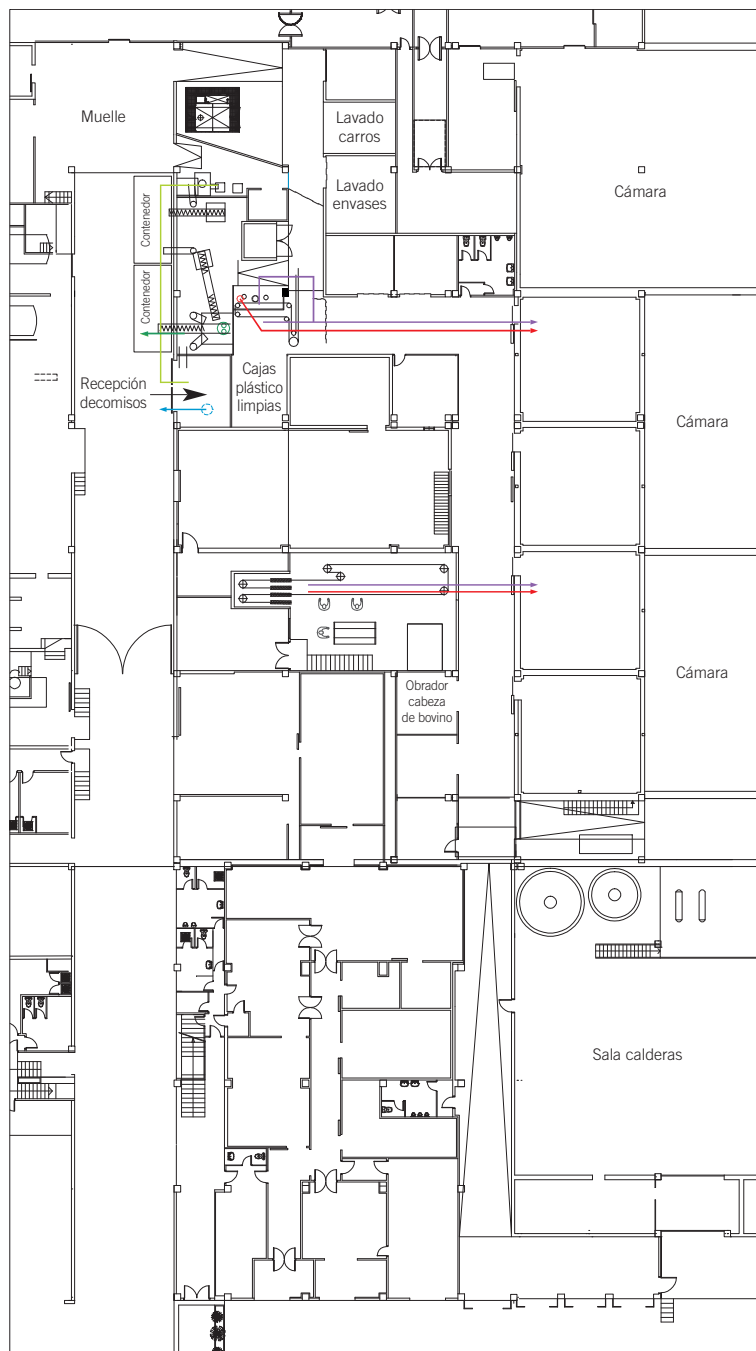 Muelle
Lavado
carros
Lavado
envases
Cámara
Contenedor
Contenedor
Recepción
decomisos
Cajas
plástico
limpias
Cámara
Cámara
Obrador
cabeza
de bovino
Sala calderas